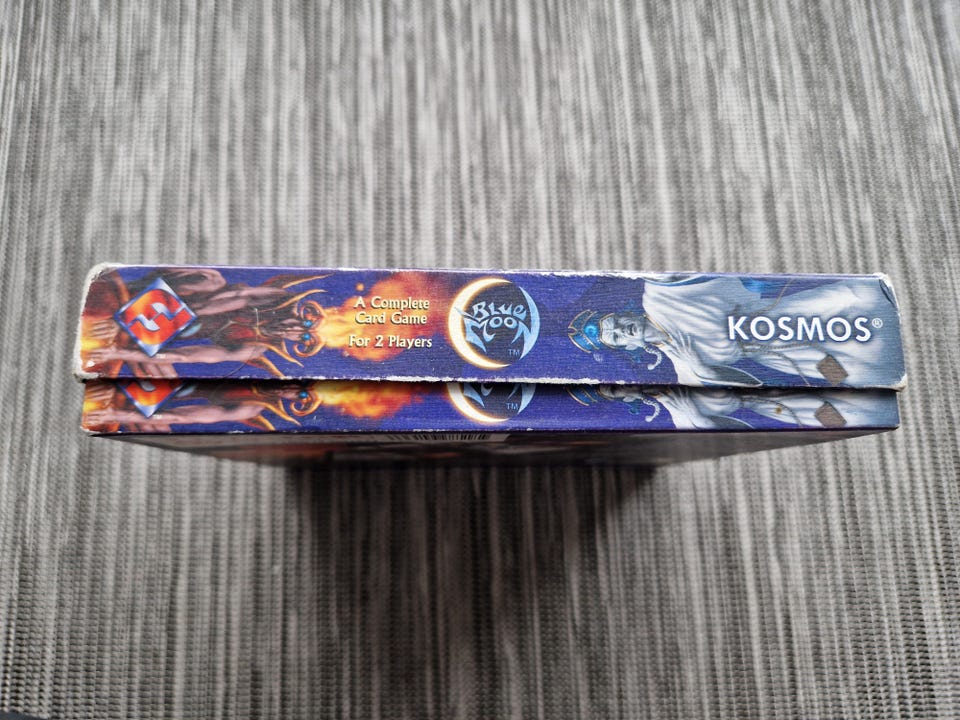 A Complete
Card Game
For 2 Players
BLUE
MOON
TM
KOSMOS®
TM